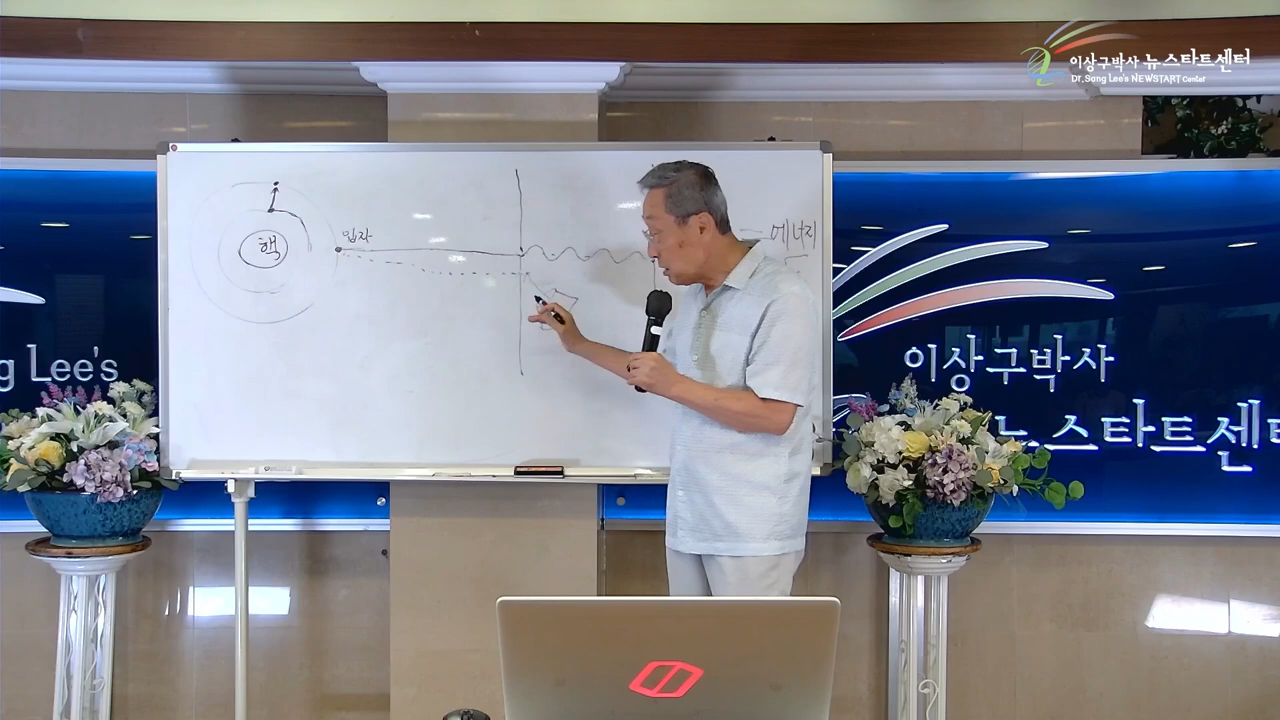 이상구박사 뉴스타트센터
Dr. Sang Lee's NEWSTART Center
핵
입자
에너지
g Lee's
이상구박사
뉴스타트센터